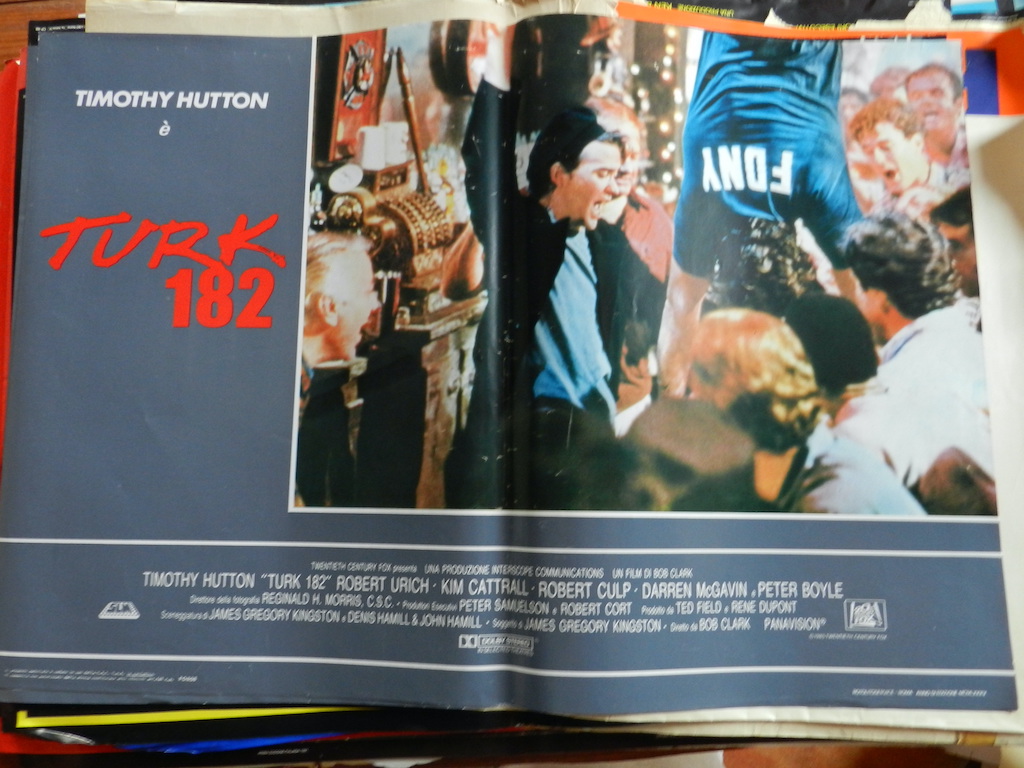 TIMOTHY HUTTON
è
TURK
182
FDNY
TWENTIETH CENTURY FOX presenta UNA PRODUZIONE INTERSCOPE COMMUNICATIONS UN FILM DI BOB CLARK
TIMOTHY HUTTON "TURK 182" ROBERT URICH · KIM CATTRALL · ROBERT CULP · DARREN McGAVIN e PETER BOYLE
Direttore della fotografia REGINALD H. MORRIS, C.S.C. · Produttori Esecutivi PETER SAMUELSON e ROBERT CORT · Prodotto da TED FIELD e RENE DUPONT
Sceneggiatura di JAMES GREGORY KINGSTON e DENIS HAMILL & JOHN HAMILL · Soggetto di JAMES GREGORY KINGSTON · Diretto da BOB CLARK PANAVISION®
DOLBY STEREO